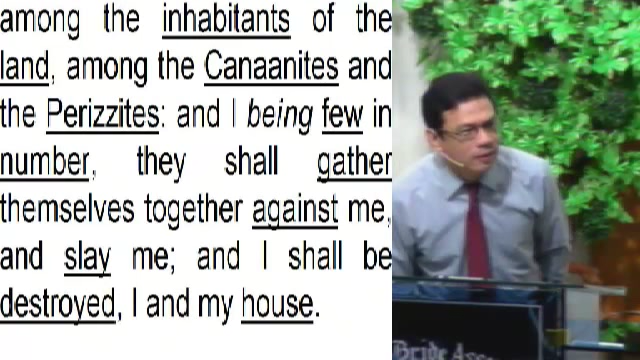 among the inhabitants of the
land, among the Canaanites and
the Perizzites: and I being few in
number, they shall gather
themselves together against me,
and slay me; and I shall be
destroyed, I and my house.
Bride